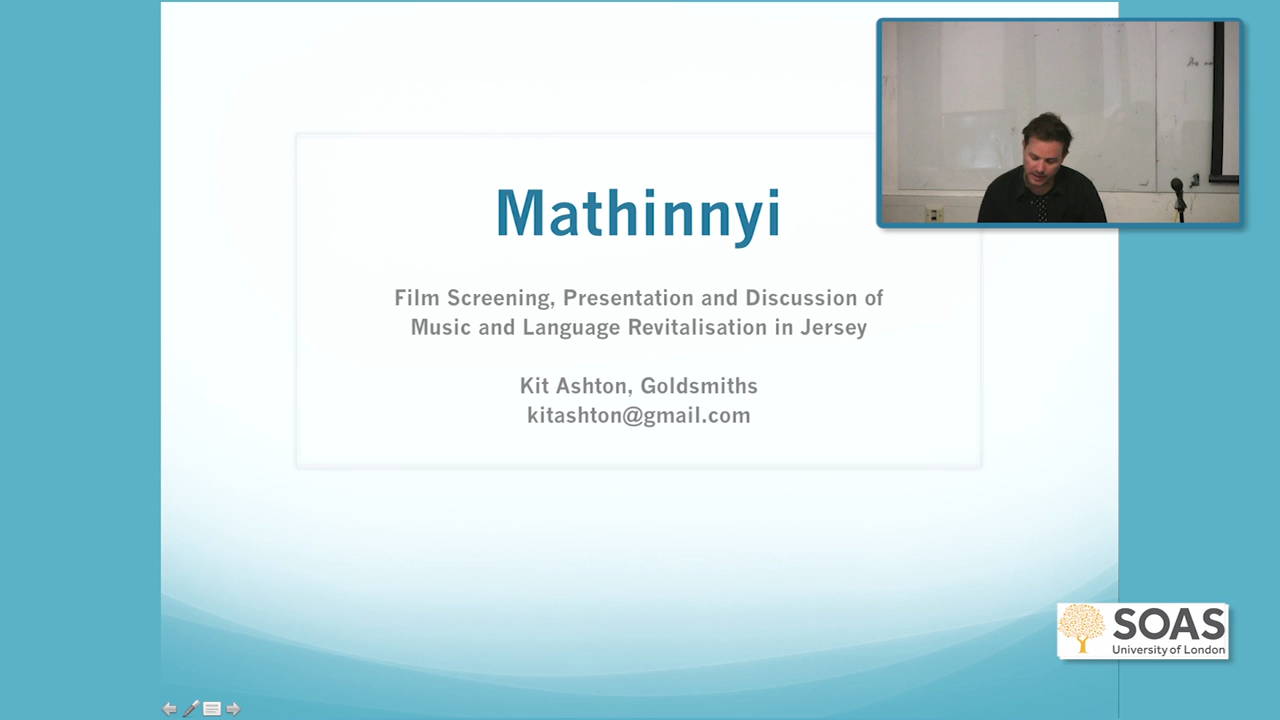 Mathinnyi
Film Screening, Presentation and Discussion of
Music and Language Revitalisation in Jersey
Kit Ashton, Goldsmiths
kitashton@gmail.com
SOAS
University of London